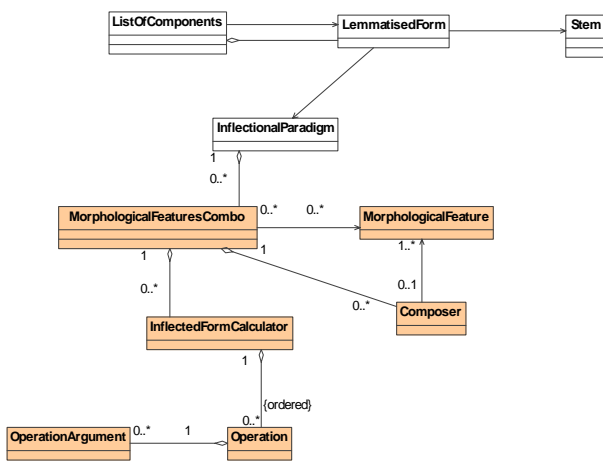 ListOfComponents
LemmatisedForm
Stem
InflectionalParadigm
1
0..*
MorphologicalFeaturesCombo
0..*
0..*
MorphologicalFeature
1
1
1..*
0..*
0..*
0..1
Composer
InflectedFormCalculator
1
{ordered}
0..*
OperationArgument
0..*
1
Operation